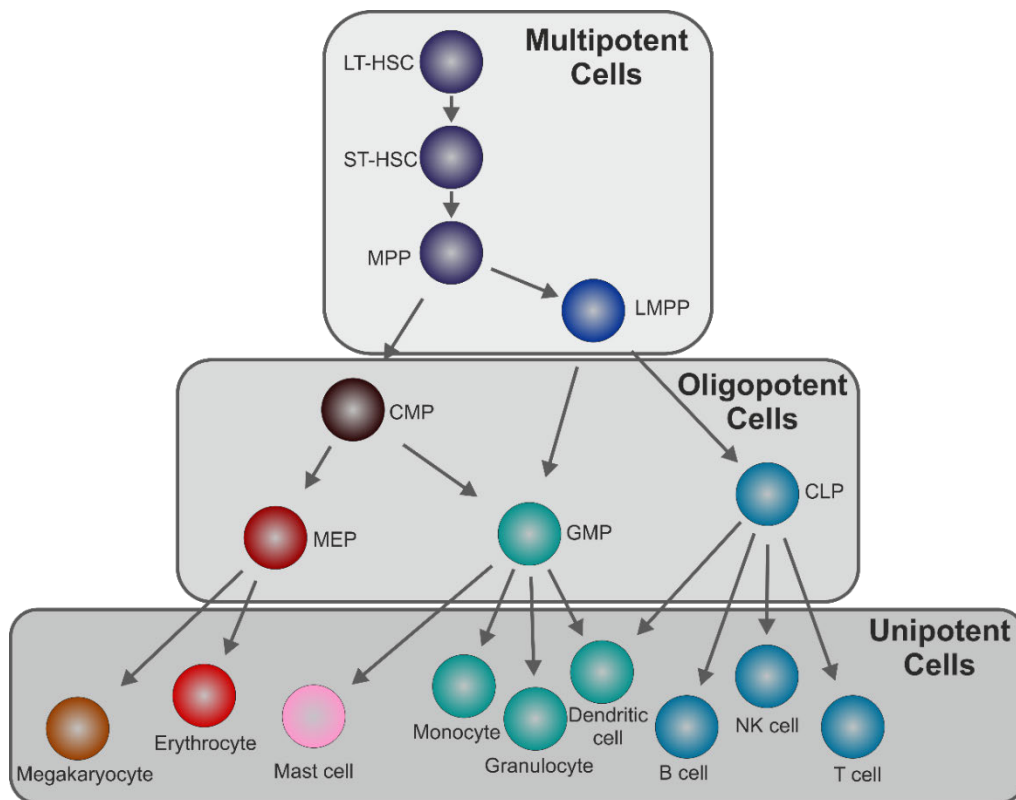 Multipotent
Cells
LT-HSC
ST-HSC
MPP
LMPP
Oligopotent
Cells
CMP
CLP
MEP
GMP
Unipotent
Cells
Megakaryocyte
Erythrocyte
Mast cell
Monocyte
Granulocyte
Dendritic
cell
B cell
NK cell
T cell